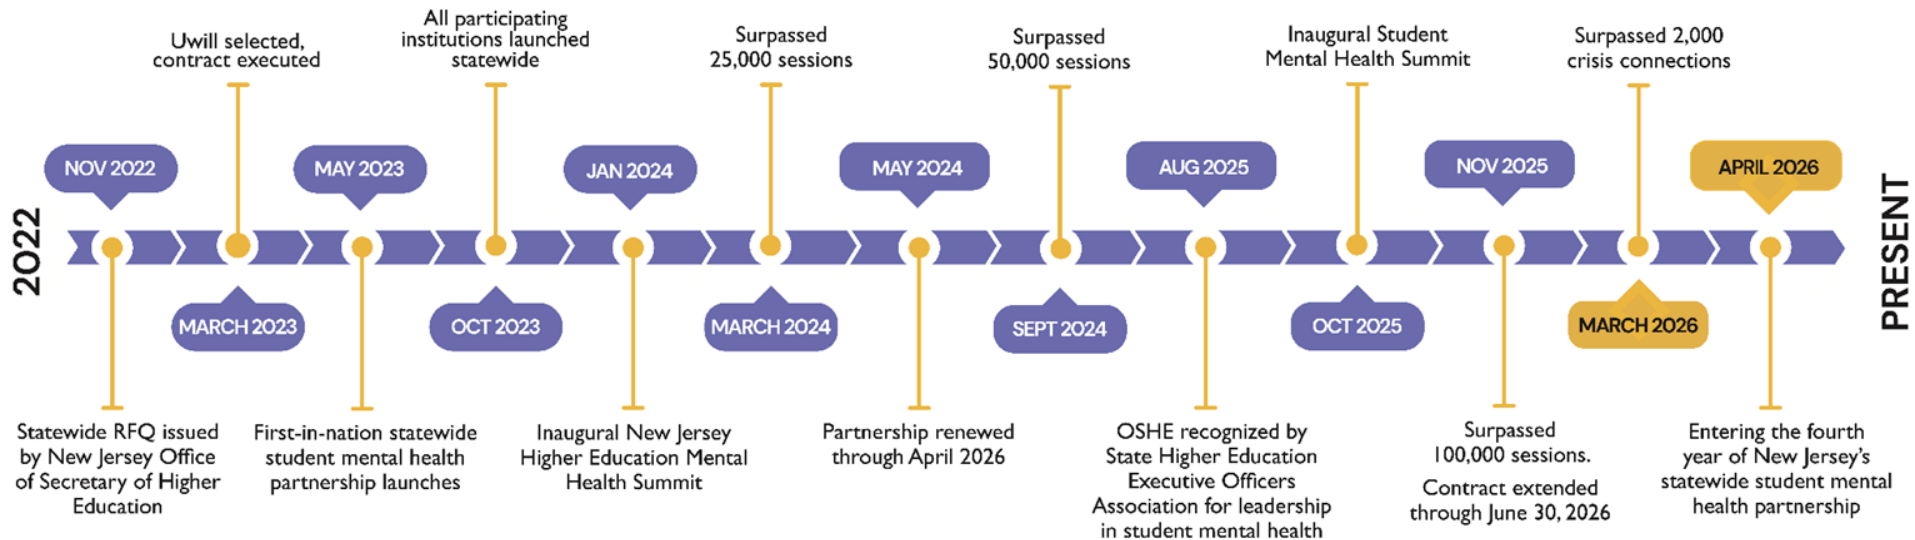 2022
NOV 2022
Statewide RFQ issued
by New Jersey Office
of Secretary of Higher
Education
Uwill selected,
contract executed
MARCH 2023
MAY 2023
First-in-nation statewide
student mental health
partnership launches
All participating
institutions launched
statewide
OCT 2023
JAN 2024
Inaugural New Jersey
Higher Education Mental
Health Summit
Surpassed
25,000 sessions
MARCH 2024
MAY 2024
Partnership renewed
through April 2026
Surpassed
50,000 sessions
SEPT 2024
AUG 2025
OSHE recognized by
State Higher Education
Executive Officers
Association for leadership
in student mental health
Inaugural Student
Mental Health Summit
OCT 2025
NOV 2025
Surpassed
100,000 sessions.
Contract extended
through June 30, 2026
Surpassed 2,000
crisis connections
MARCH 2026
APRIL 2026
Entering the fourth
year of New Jersey's
statewide student mental
health partnership
PRESENT